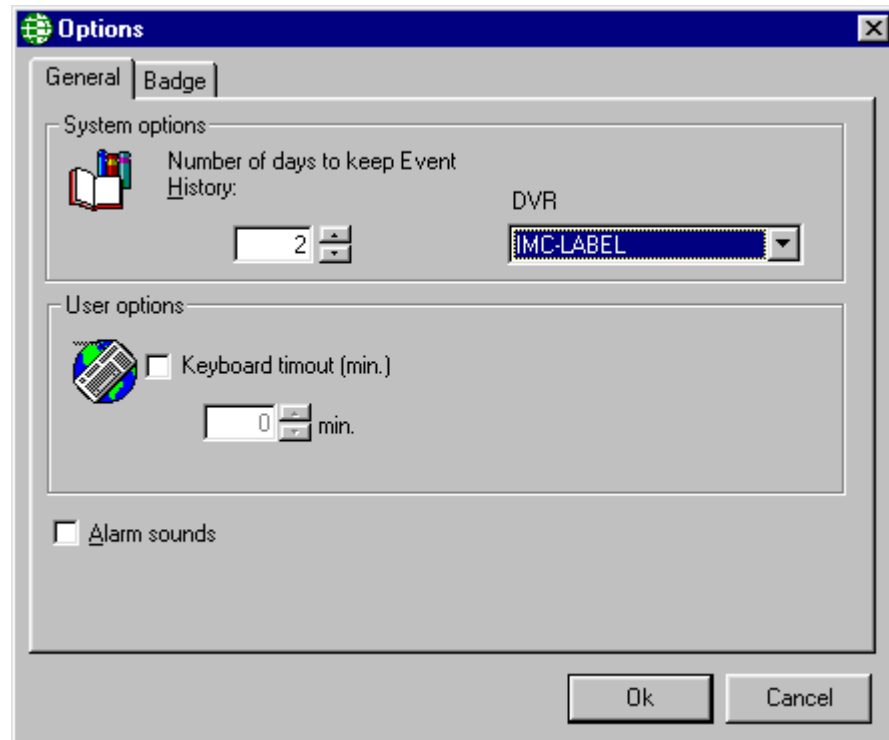 Options
General Badge
System options
Number of days to keep Event
History:
DVR
2 IMC-LABEL
User options
Keyboard timout (min.)
0 min.
Alarm sounds
Ok Cancel